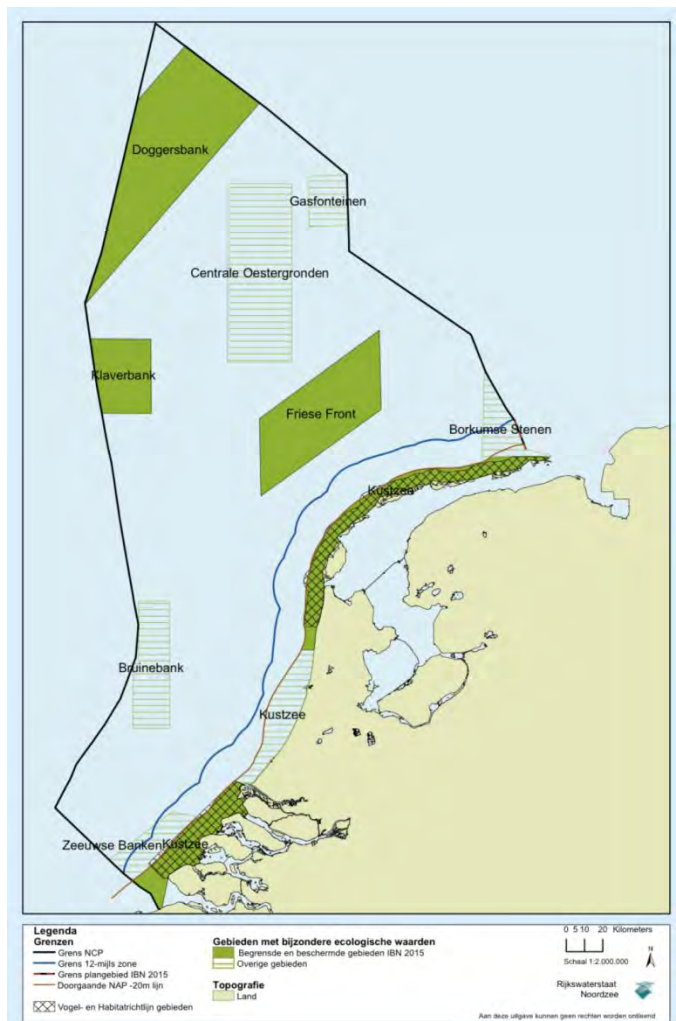 Doggersbank
Gasfonteinen
Centrale Oestergronden
Klaverbank
Friese Front
Borkumse Stenen
Kustzee
Bruinebank
Kustzee
Zeeuwse Banken
Kustzee
Legenda
Grenzen
Grens NCP
Grens 12-mijls zone
Grens plangebied IBN 2015
Doorgaande NAP -20m lijn
Vogel- en Habitatrichtlijn gebieden
Gebieden met bijzondere ecologische waarden
Begrensde en beschermde gebieden IBN 2015
Overige gebieden
Topografie
Land
0 5 10 20 Kilometers
Schaal 1:2.000.000
N
Rijkswaterstaat
Noordzee
Aan deze uitgave kunnen geen rechten worden ontleend